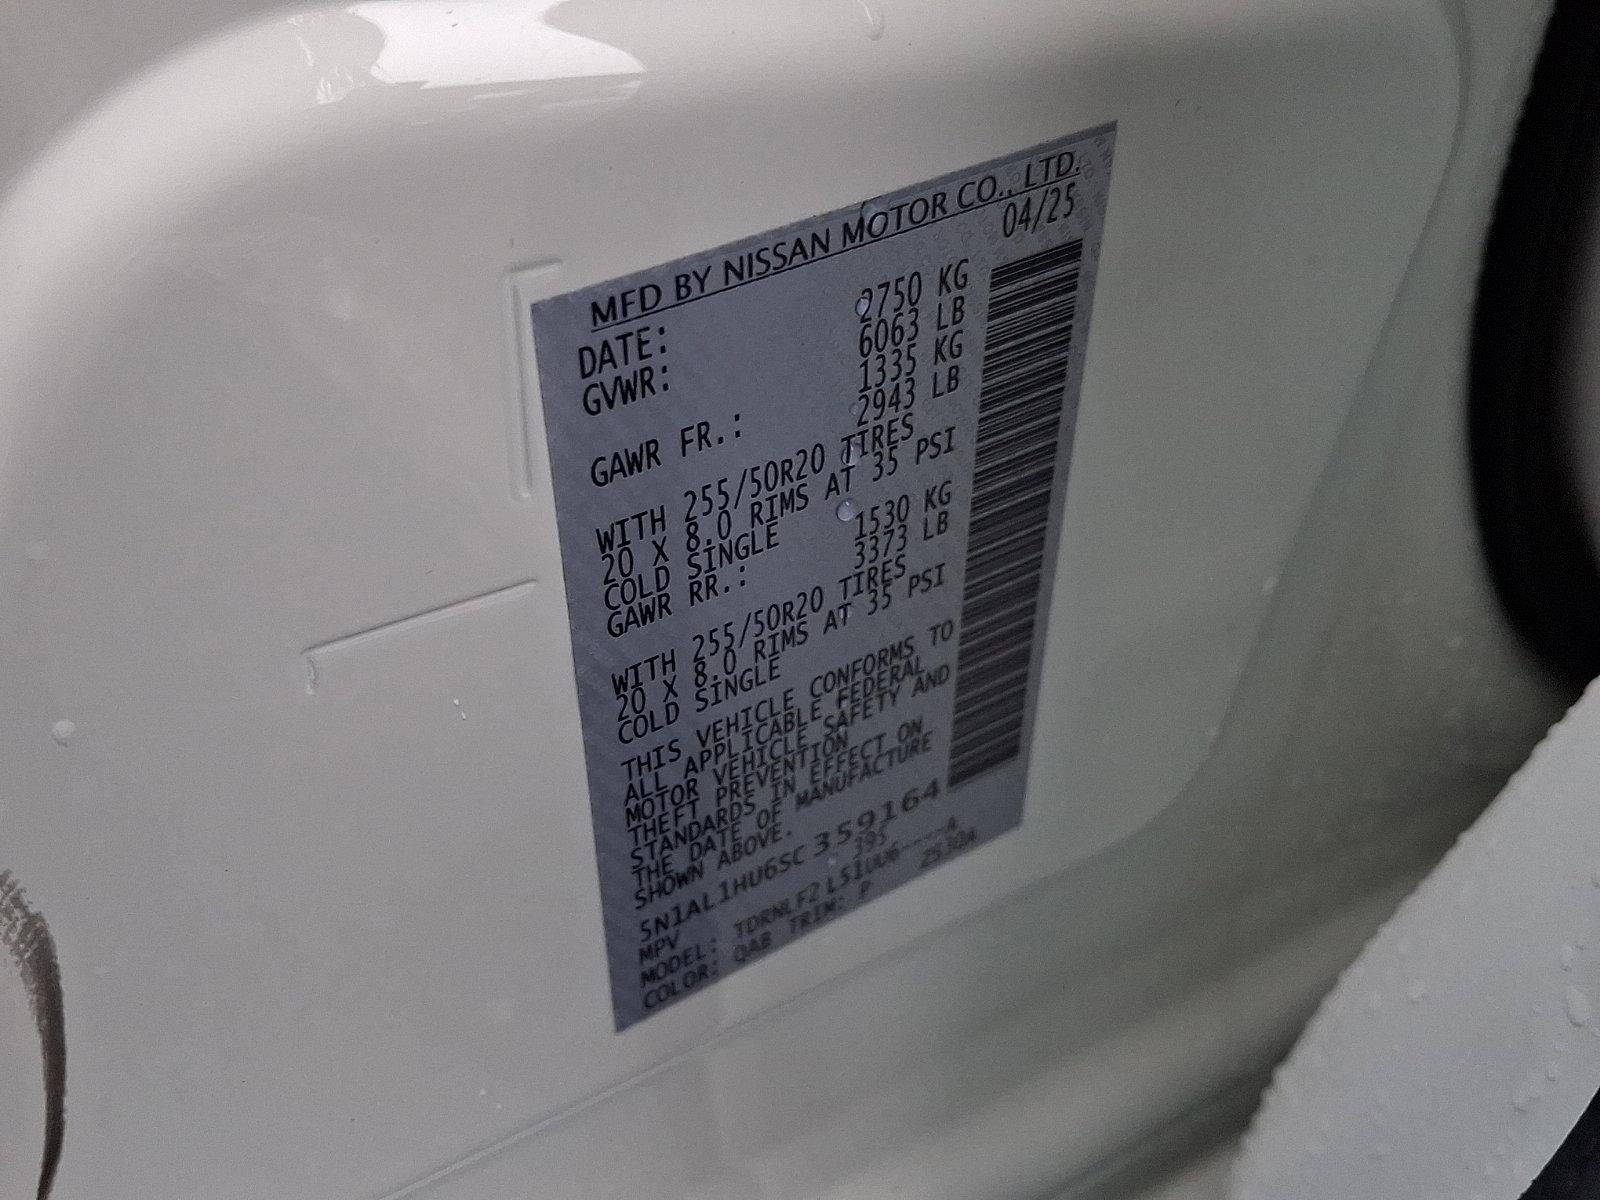 MFD BY NISSAN MOTOR CO., LTD.
DATE: 04/25
GVWR: 2750 KG
6063 LB
GAWR FR.: 1335 KG
2943 LB
WITH 255/50R20 TIRES
20 X 8.0 RIMS AT 35 PSI
COLD SINGLE
GAWR RR.: 1530 KG
3373 LB
WITH 255/50R20 TIRES
20 X 8.0 RIMS AT 35 PSI
COLD SINGLE
THIS VEHICLE CONFORMS TO
ALL APPLICABLE FEDERAL
MOTOR VEHICLE SAFETY AND
THEFT PREVENTION
STANDARDS IN EFFECT ON
THE DATE OF MANUFACTURE
SHOWN ABOVE.
5N1AL1HU6SC359164
MPV 395
MODEL: TDRNLF2
COLOR: QAB TRIM: P